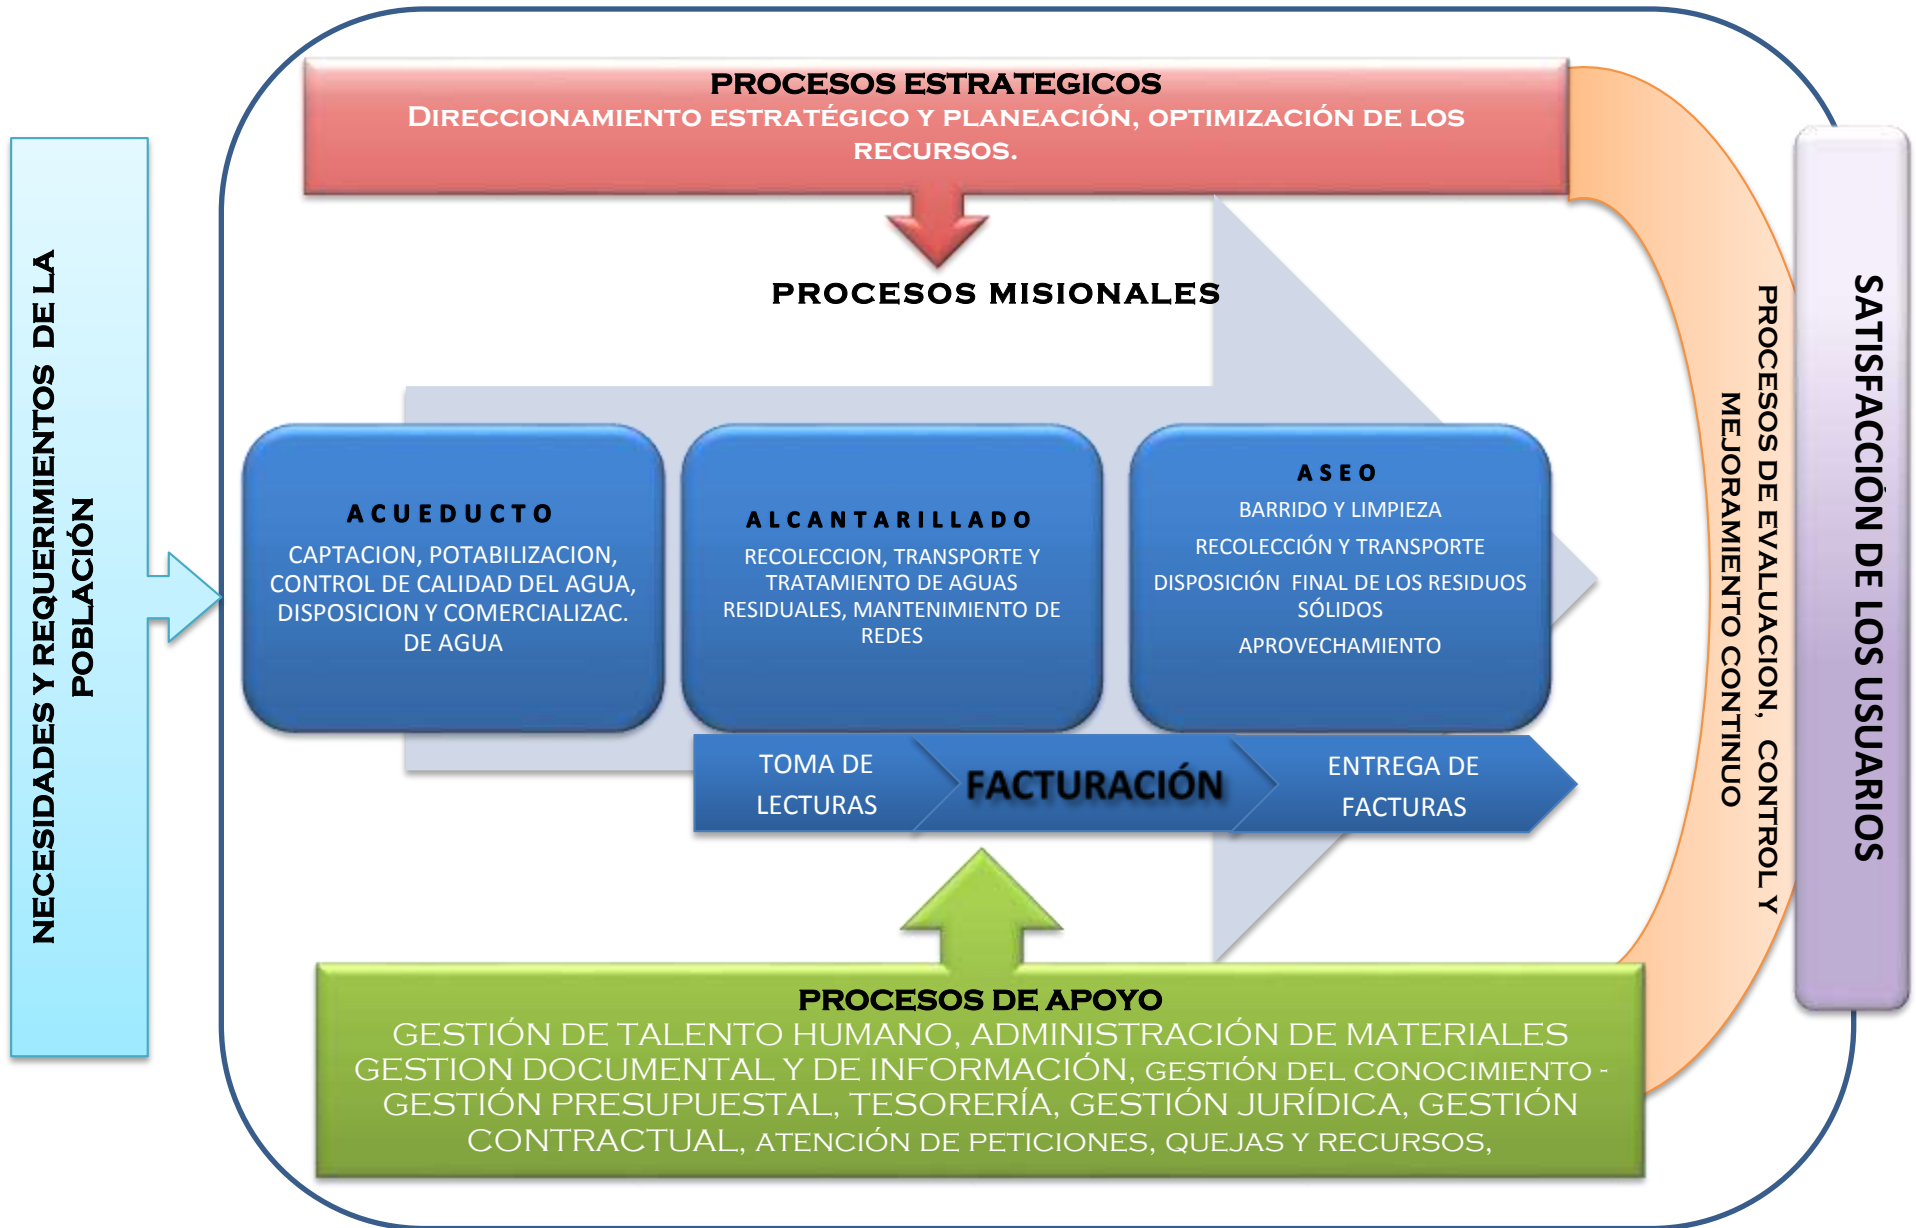 PROCESOS ESTRATEGICOS
DIRECCIONAMIENTO ESTRATÉGICO Y PLANEACIÓN, OPTIMIZACIÓN DE LOS
RECURSOS.
NECESIDADES Y REQUERIMIENTOS DE LA
POBLACIÓN
PROCESOS MISIONALES
ACUEDUCTO
CAPTACION, POTABILIZACION,
CONTROL DE CALIDAD DEL AGUA,
DISPOSICION Y COMERCIALIZAC.
DE AGUA
ALCANTARILLADO
RECOLECCION, TRANSPORTE Y
TRATAMIENTO DE AGUAS
RESIDUALES, MANTENIMIENTO DE
REDES
ASEO
BARRIDO Y LIMPIEZA
RECOLECCIÓN Y TRANSPORTE
DISPOSICIÓN FINAL DE LOS RESIDUOS
SÓLIDOS
APROVECHAMIENTO
TOMA DE
LECTURAS
FACTURACIÓN
ENTREGA DE
FACTURAS
PROCESOS DE EVALUACION, CONTROL Y
MEJORAMIENTO CONTINUO
SATISFACCIÓN DE LOS USUARIOS
PROCESOS DE APOYO
GESTIÓN DE TALENTO HUMANO, ADMINISTRACIÓN DE MATERIALES
GESTION DOCUMENTAL Y DE INFORMACIÓN, GESTIÓN DEL CONOCIMIENTO -
GESTIÓN PRESUPUESTAL, TESORERÍA, GESTIÓN JURÍDICA, GESTIÓN
CONTRACTUAL, ATENCIÓN DE PETICIONES, QUEJAS Y RECURSOS,